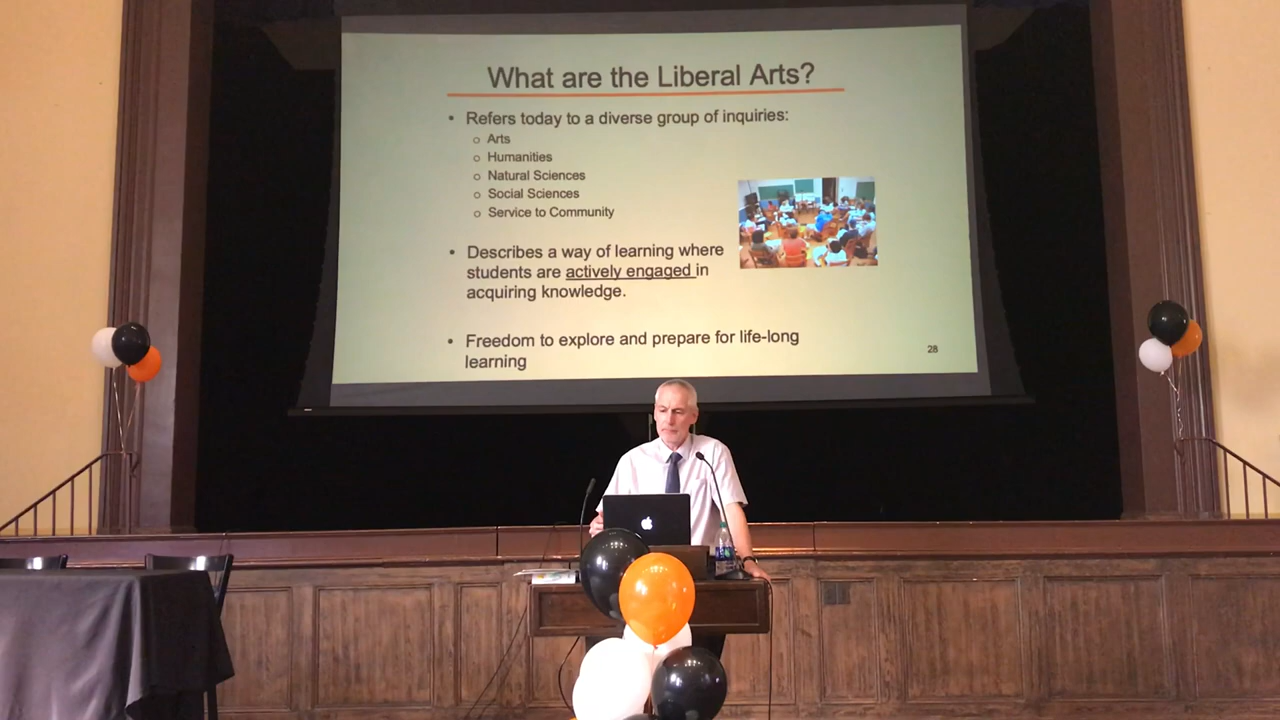 What are the Liberal Arts?
• Refers today to a diverse group of inquiries:
o Arts
o Humanities
o Natural Sciences
o Social Sciences
o Service to Community
• Describes a way of learning where
students are actively engaged in
acquiring knowledge.
• Freedom to explore and prepare for life-long
learning
28